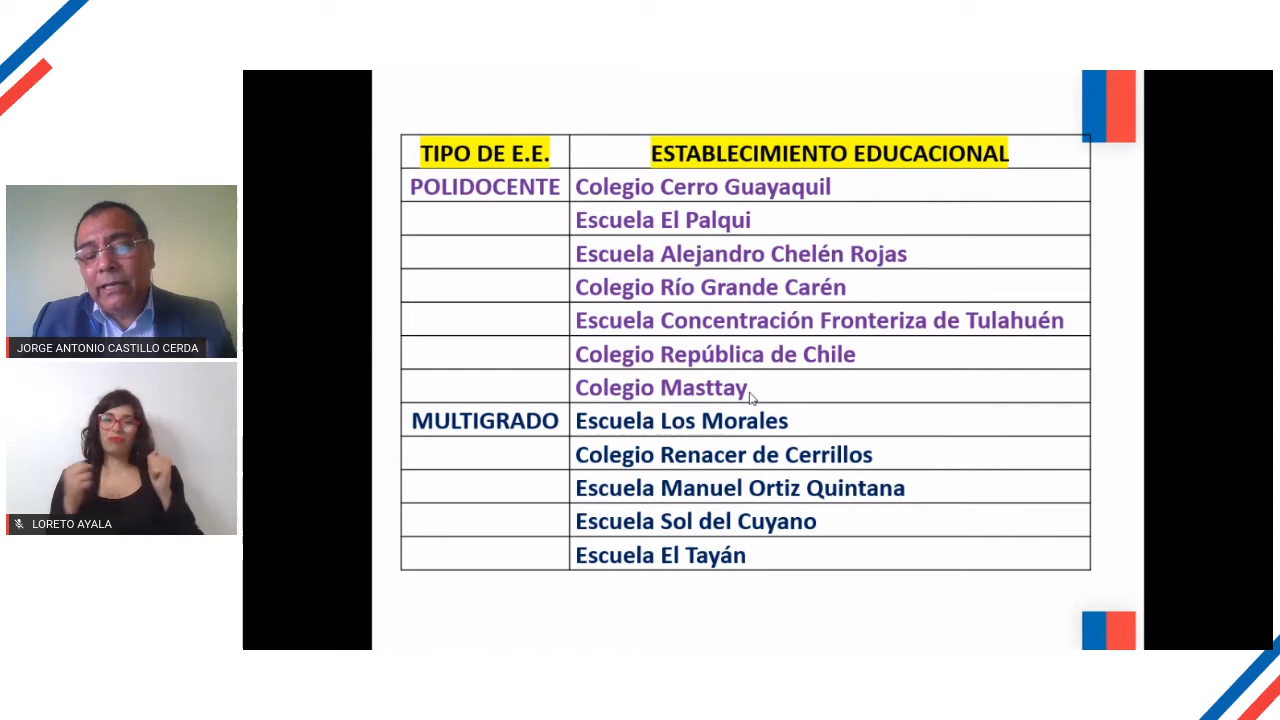 TIPO DE E.E. ESTABLECIMIENTO EDUCACIONAL
POLIDOCENTE Colegio Cerro Guayaquil
Escuela El Palqui
Escuela Alejandro Chelén Rojas
Colegio Río Grande Carén
Escuela Concentración Fronteriza de Tulahuén
Colegio República de Chile
Colegio Masttay
MULTIGRADO Escuela Los Morales
Colegio Renacer de Cerrillos
Escuela Manuel Ortiz Quintana
Escuela Sol del Cuyano
Escuela El Tayán
JORGE ANTONIO CASTILLO CERDA
LORETO AYALA